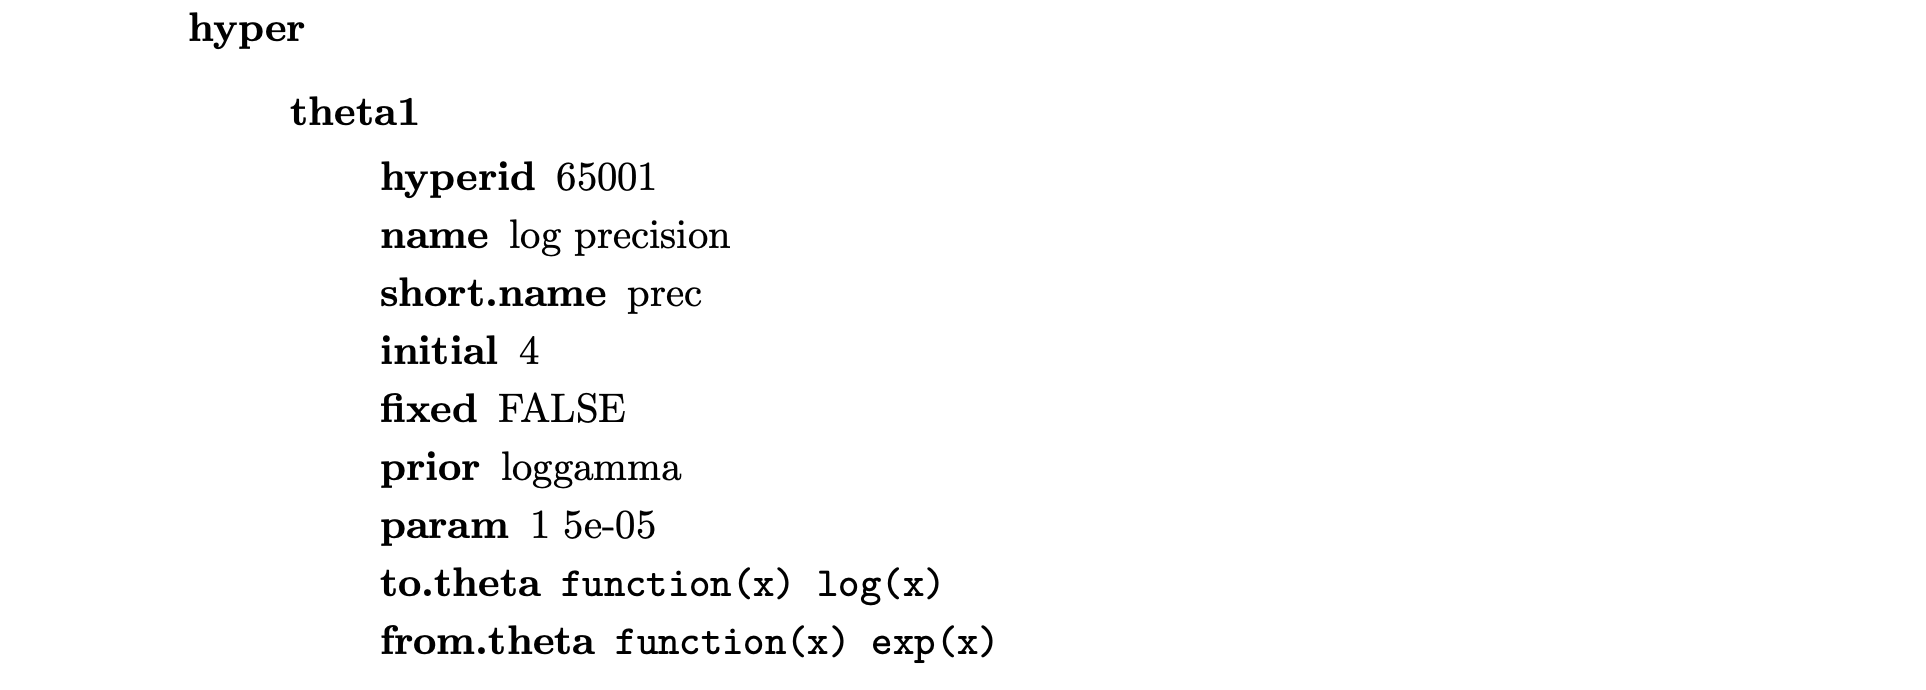 hyper
theta1
hyperid 65001
name log precision
short.name prec
initial 4
fixed FALSE
prior loggamma
param 1 5e-05
to.theta function(x) log(x)
from.theta function(x) exp(x)